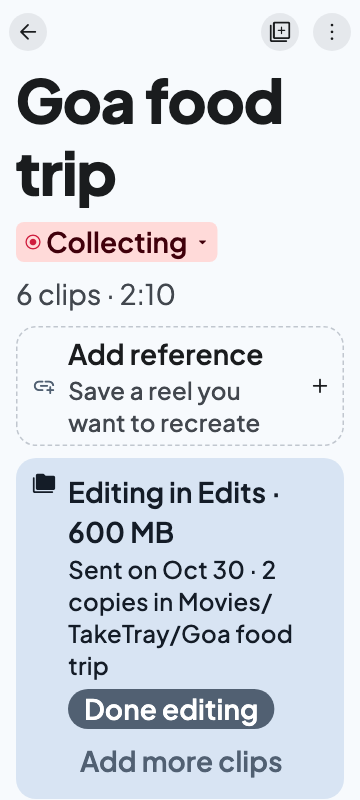 Goa food
trip
Collecting
6 clips · 2:10
Add reference
Save a reel you
want to recreate
Editing in Edits ·
600 MB
Sent on Oct 30 · 2
copies in Movies/
TakeTray/Goa food
trip
Done editing
Add more clips